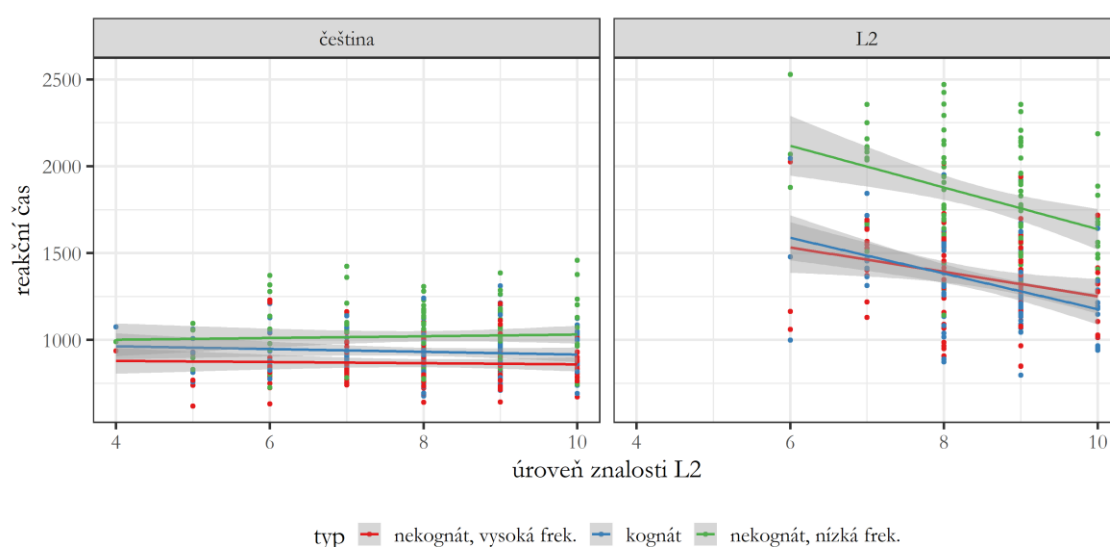 čeština
L2
2500
2000
1500
1000
reakční čas
4 6 8 10
4 6 8 10
úroveň znalosti L2
typ nekognát, vysoká frek. kognát nekognát, nízká frek.